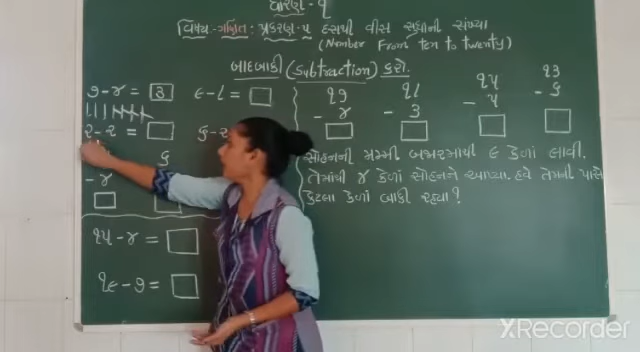 ધોરણ-૧
વિષય-ગણિત: પ્રકરણ-૫ દસથી વીસ સુધીની સંખ્યા
(Number From ten to twenty)
બાદબાકી (Subtraction) કરો.
૭-૪ = ૩
૯-૮ =
૨-૨ =
૬-૨
૬
- ૪
૧૫-૪ =
૧૯-૭ =
૧૭
- ૪
૧૮
- ૩
૧૫
- ૫
૧૩
- ૬
સોહનની મમ્મી બજારમાથી ૯ કેળાં લાવી.
તેમાંથી ૪ કેળાં સોહનને આપ્યા. હવે તેમની પાસે
કેટલા કેળાં બાકી રહ્યા?
XRecorder